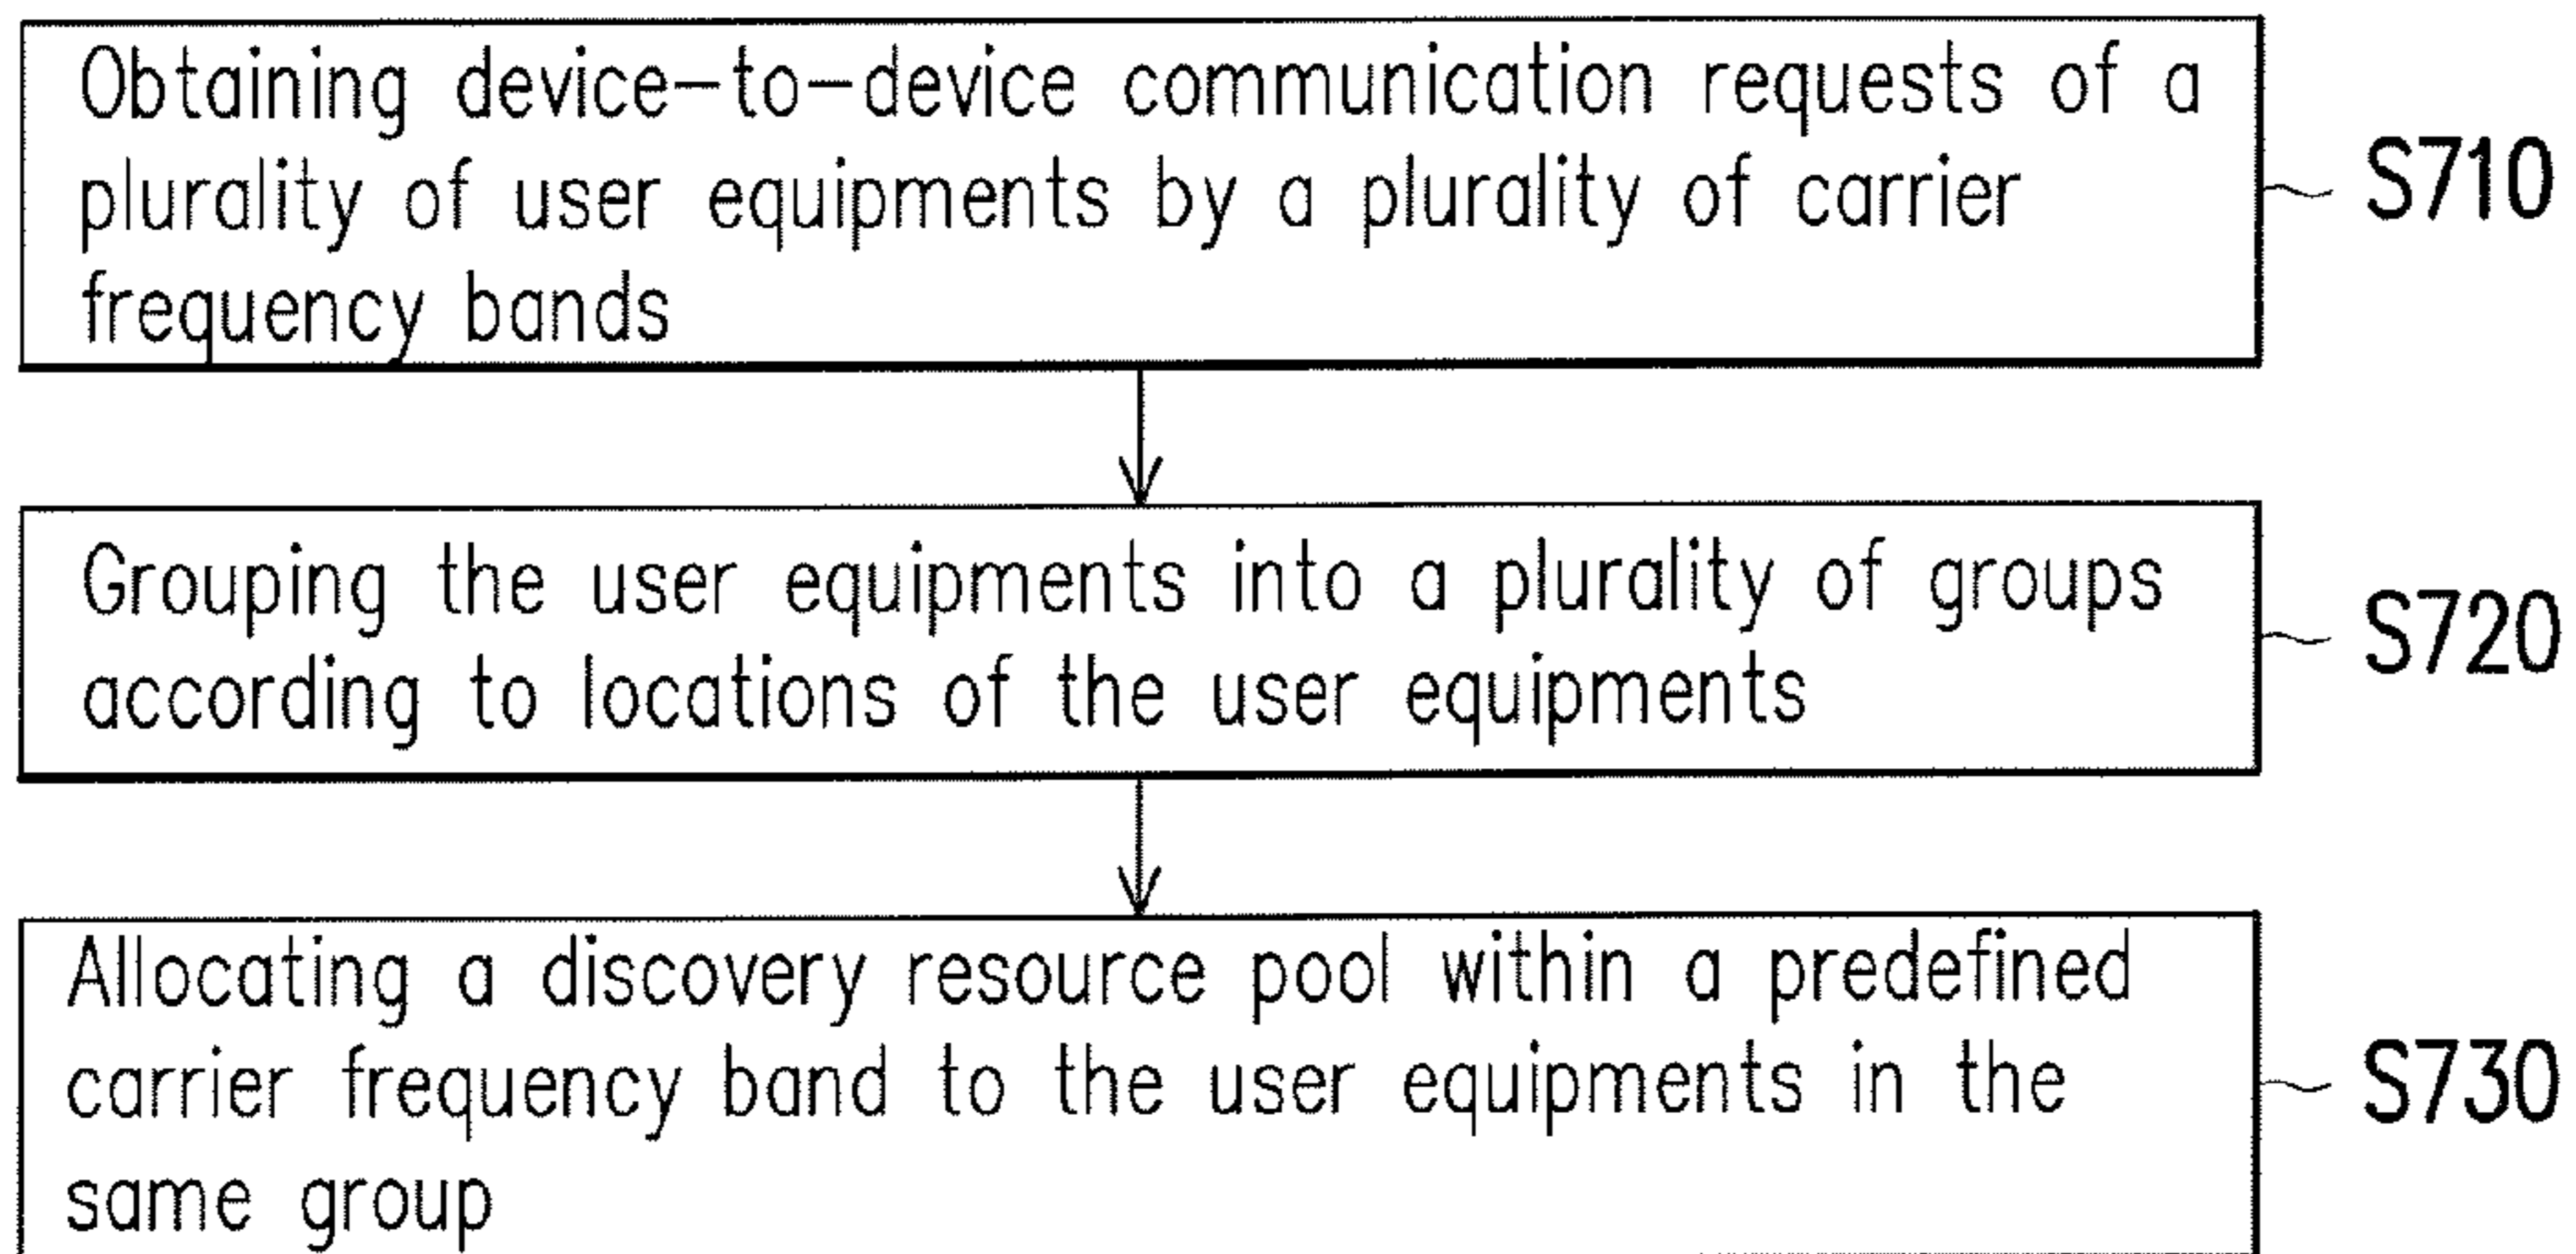 Obtaining device-to-device communication requests of a
plurality of user equipments by a plurality of carrier
frequency bands
S710
Grouping the user equipments into a plurality of groups
according to locations of the user equipments
S720
Allocating a discovery resource pool within a predefined
carrier frequency band to the user equipments in the
same group
S730